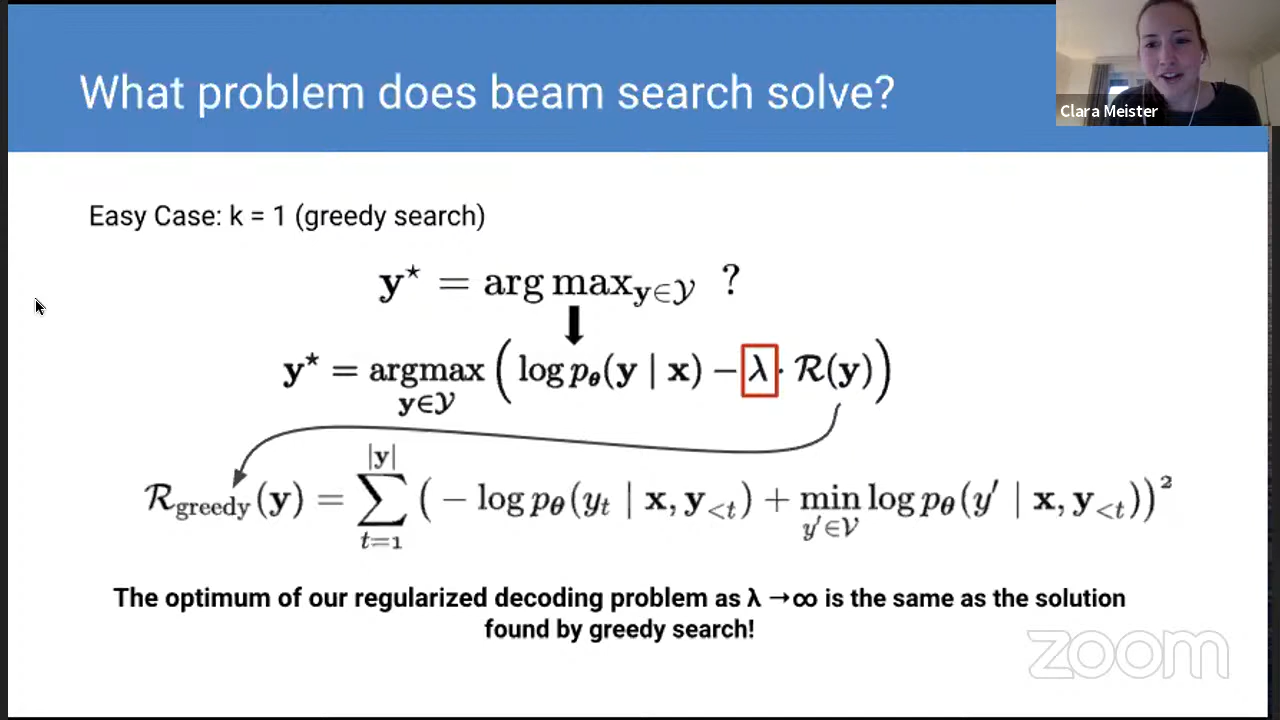 What problem does beam search solve?
Clara Meister
Easy Case: k = 1 (greedy search)
y* = arg max_{y∈𝒴} ?
y* = argmax_{y∈𝒴} ( log p_θ(y | x) − λ · ℛ(y) )
ℛ_greedy(y) = ∑_{t=1}^{|y|} ( − log p_θ(y_t | x, y_{<t}) + min_{y′∈𝒱} log p_θ(y′ | x, y_{<t}) )²
The optimum of our regularized decoding problem as λ →∞ is the same as the solution
found by greedy search!
zoom